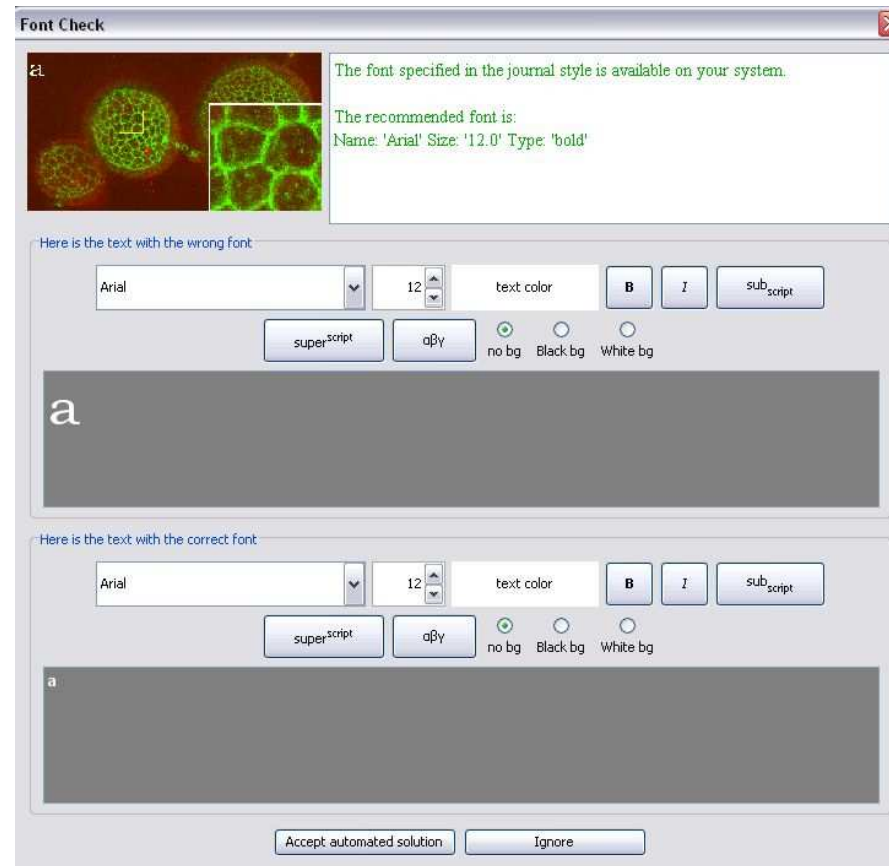 Font Check
a
The font specified in the journal style is available on your system.
The recommended font is:
Name: 'Arial' Size: '12.0' Type: 'bold'
Here is the text with the wrong font
Arial 12 text color B I subscript
superscript αβγ no bg Black bg White bg
a
Here is the text with the correct font
Arial 12 text color B I subscript
superscript αβγ no bg Black bg White bg
a
Accept automated solution Ignore